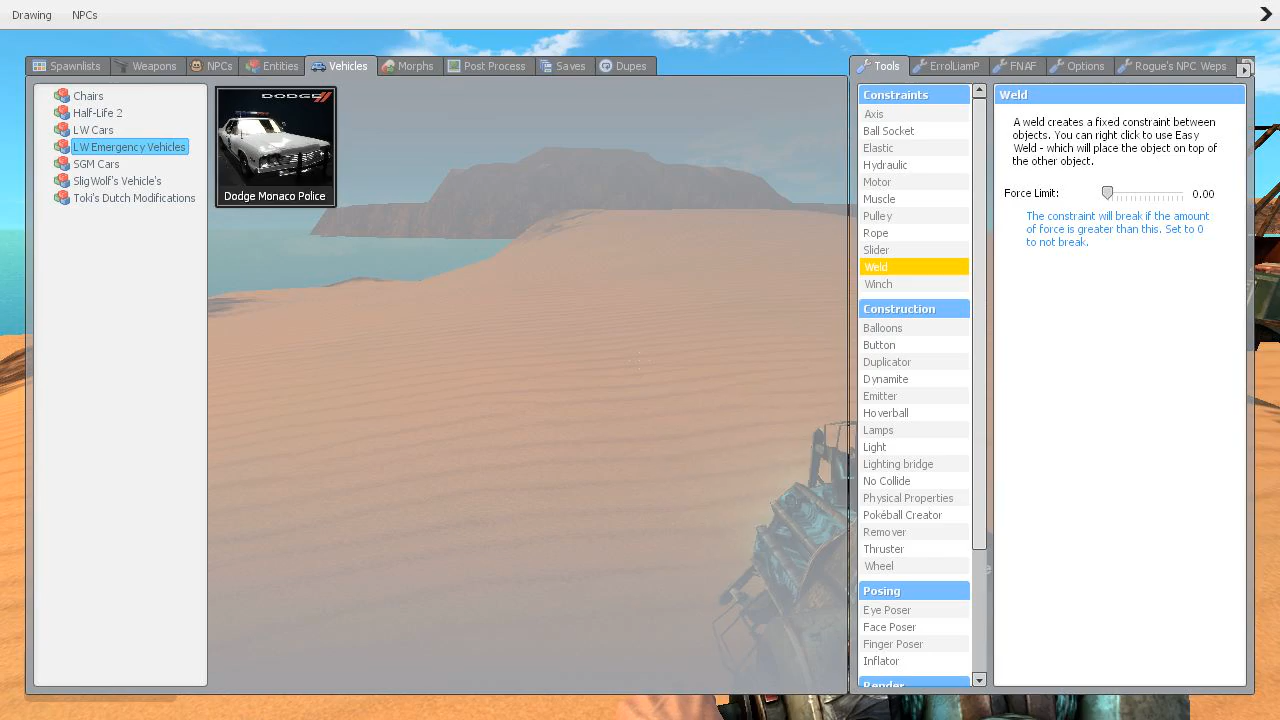 Drawing NPCs
Spawnlists Weapons NPCs Entities Vehicles Morphs Post Process Saves Dupes
Chairs
Half-Life 2
LW Cars
LW Emergency Vehicles
SGM Cars
SligWolf's Vehicle's
Toki's Dutch Modifications
DODGE
Dodge Monaco Police
Tools ErrolLiamP FNAF Options Rogue's NPC Weps
Constraints
Axis
Ball Socket
Elastic
Hydraulic
Motor
Muscle
Pulley
Rope
Slider
Weld
Winch
Construction
Balloons
Button
Duplicator
Dynamite
Emitter
Hoverball
Lamps
Light
Lighting bridge
No Collide
Physical Properties
Pokéball Creator
Remover
Thruster
Wheel
Posing
Eye Poser
Face Poser
Finger Poser
Inflator
Render
Weld
A weld creates a fixed constraint between
objects. You can right click to use Easy
Weld - which will place the object on top of
the other object.
Force Limit: 0.00
The constraint will break if the amount
of force is greater than this. Set to 0
to not break.